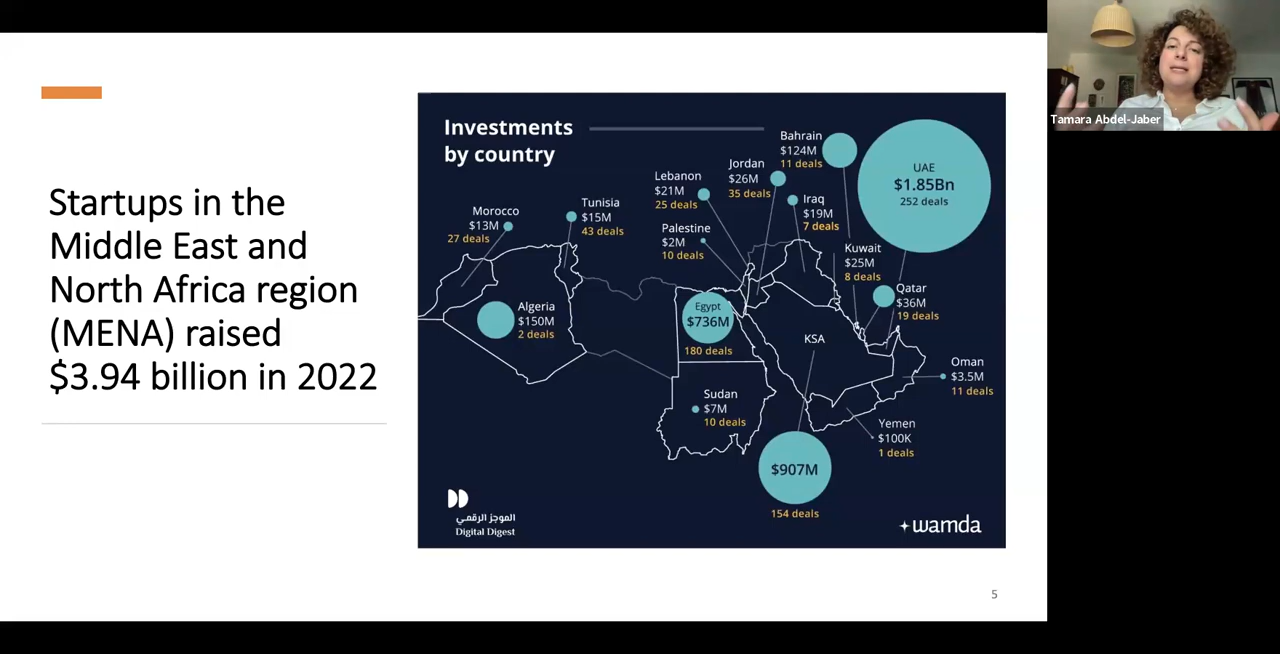 Startups in the
Middle East and
North Africa region
(MENA) raised
$3.94 billion in 2022
Investments
by country
Morocco
$13M
27 deals
Tunisia
$15M
43 deals
Lebanon
$21M
25 deals
Palestine
$2M
10 deals
Jordan
$26M
35 deals
Bahrain
$124M
11 deals
Iraq
$19M
7 deals
UAE
$1.85Bn
252 deals
Kuwait
$25M
8 deals
Qatar
$36M
19 deals
Algeria
$150M
2 deals
Egypt
$736M
180 deals
KSA
Oman
$3.5M
11 deals
Sudan
$7M
10 deals
Yemen
$100K
1 deals
$907M
154 deals
الموجز الرقمي
Digital Digest
wamda
5
Tamara Abdel-Jaber